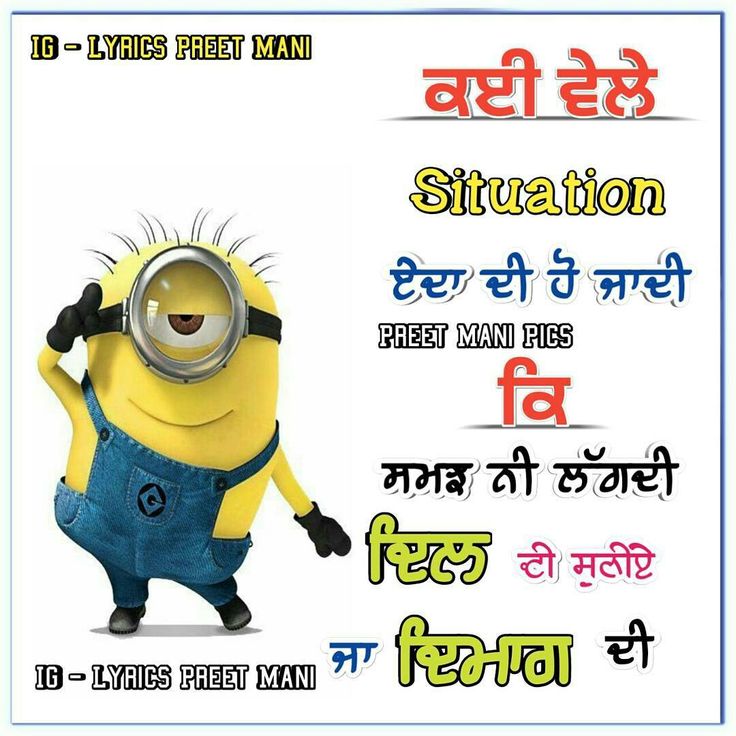 IG - LYRICS PREET MANI
ਕਈ ਵੇਲੇ
Situation
ਏਦਾ ਦੀ ਹੋ ਜਾਦੀ
PREET MANI PICS
ਕਿ
ਸਮਝ ਨੀ ਲੱਗਦੀ
ਦਿਲ ਦੀ ਸੁਣੀਏ
ਜਾ ਦਿਮਾਗ ਦੀ
IG - LYRICS PREET MANI